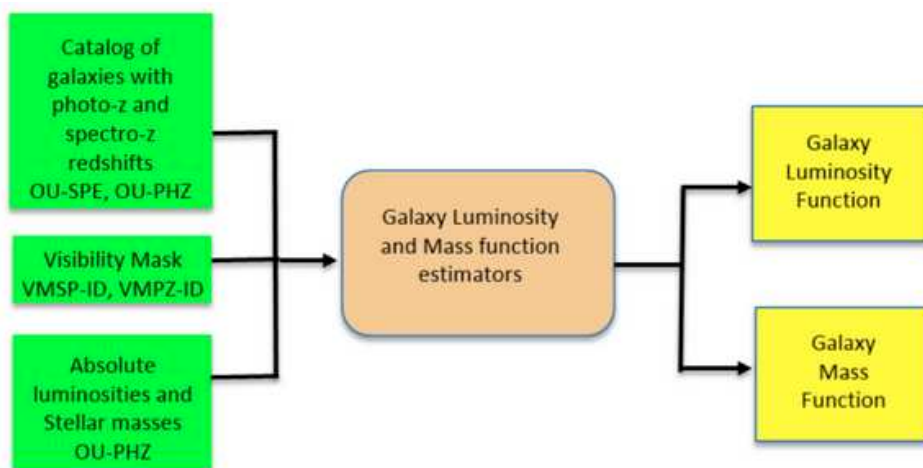 Catalog of
galaxies with
photo-z and
spectro-z
redshifts
OU-SPE, OU-PHZ
Visibility Mask
VMSP-ID, VMPZ-ID
Absolute
luminosities and
Stellar masses
OU-PHZ
Galaxy Luminosity
and Mass function
estimators
Galaxy
Luminosity
Function
Galaxy
Mass
Function